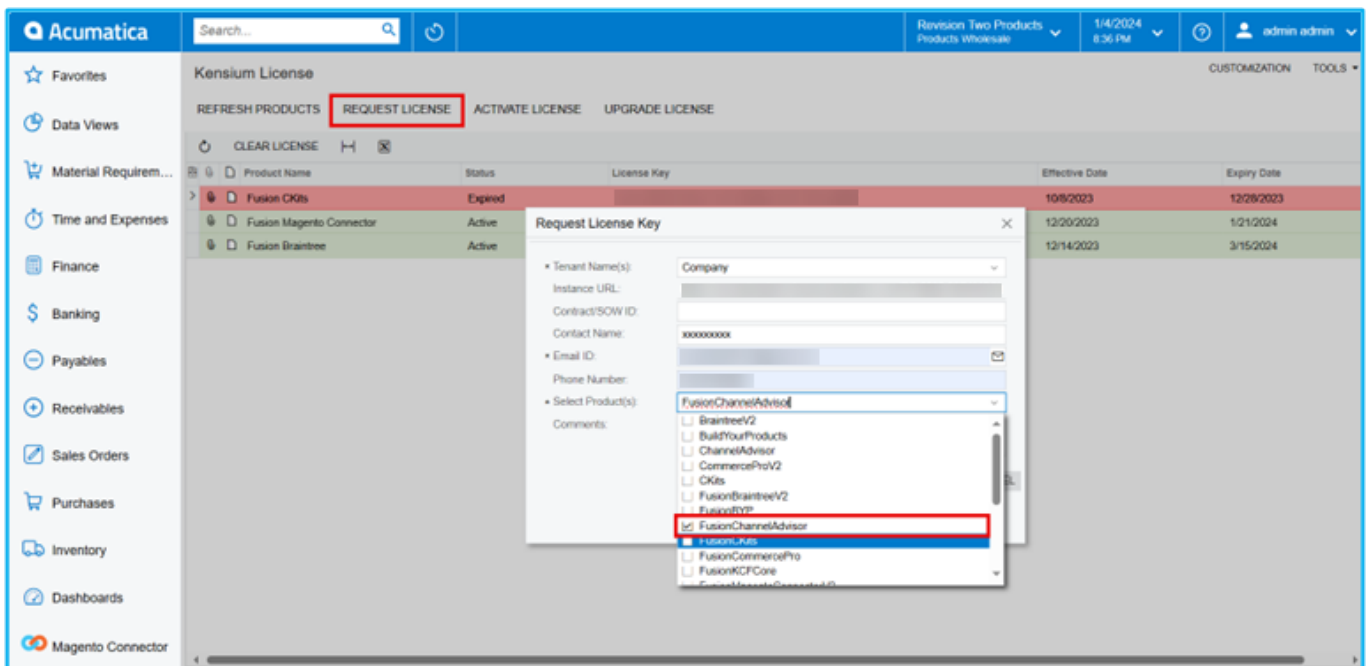 Acumatica
Search...
Revision Two Products
Products Wholesale
1/4/2024
8:36 PM
admin admin
Favorites
Data Views
Material Requirem...
Time and Expenses
Finance
Banking
Payables
Receivables
Sales Orders
Purchases
Inventory
Dashboards
Magento Connector
Kensium License
CUSTOMIZATION TOOLS
REFRESH PRODUCTS REQUEST LICENSE ACTIVATE LICENSE UPGRADE LICENSE
CLEAR LICENSE
Product Name Status License Key Effective Date Expiry Date
Fusion CKits Expired 10/8/2023 12/28/2023
Fusion Magento Connector Active 12/20/2023 1/21/2024
Fusion Braintree Active 12/14/2023 3/15/2024
Request License Key
* Tenant Name(s): Company
Instance URL:
Contract/SOW ID:
Contact Name: xxxxxxxxx
* Email ID:
Phone Number:
* Select Product(s): FusionChannelAdvisor
Comments:
BraintreeV2
BuildYourProducts
ChannelAdvisor
CommerceProV2
CKits
FusionBraintreeV2
FusionBYP
FusionChannelAdvisor
FusionCKits
FusionCommercePro
FusionKCFCore